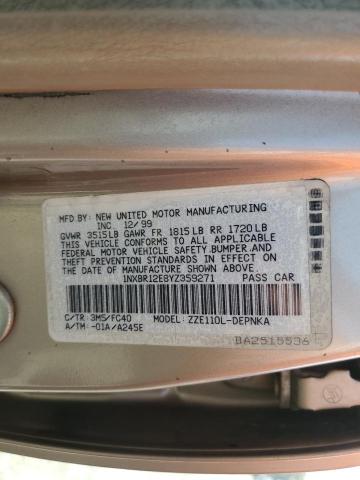 MFD BY: NEW UNITED MOTOR MANUFACTURING
INC. 12/99
GVWR 3515LB GAWR FR 1815LB RR 1720LB
THIS VEHICLE CONFORMS TO ALL APPLICABLE
FEDERAL MOTOR VEHICLE SAFETY,BUMPER,AND
THEFT PREVENTION STANDARDS IN EFFECT ON
THE DATE OF MANUFACTURE SHOWN ABOVE.
1NXBR12E8YZ359271 PASS CAR
C/TR: 3M5/FC40 MODEL: ZZE110L-DEPNKA
A/TM: -01A/A245E
BA2515536